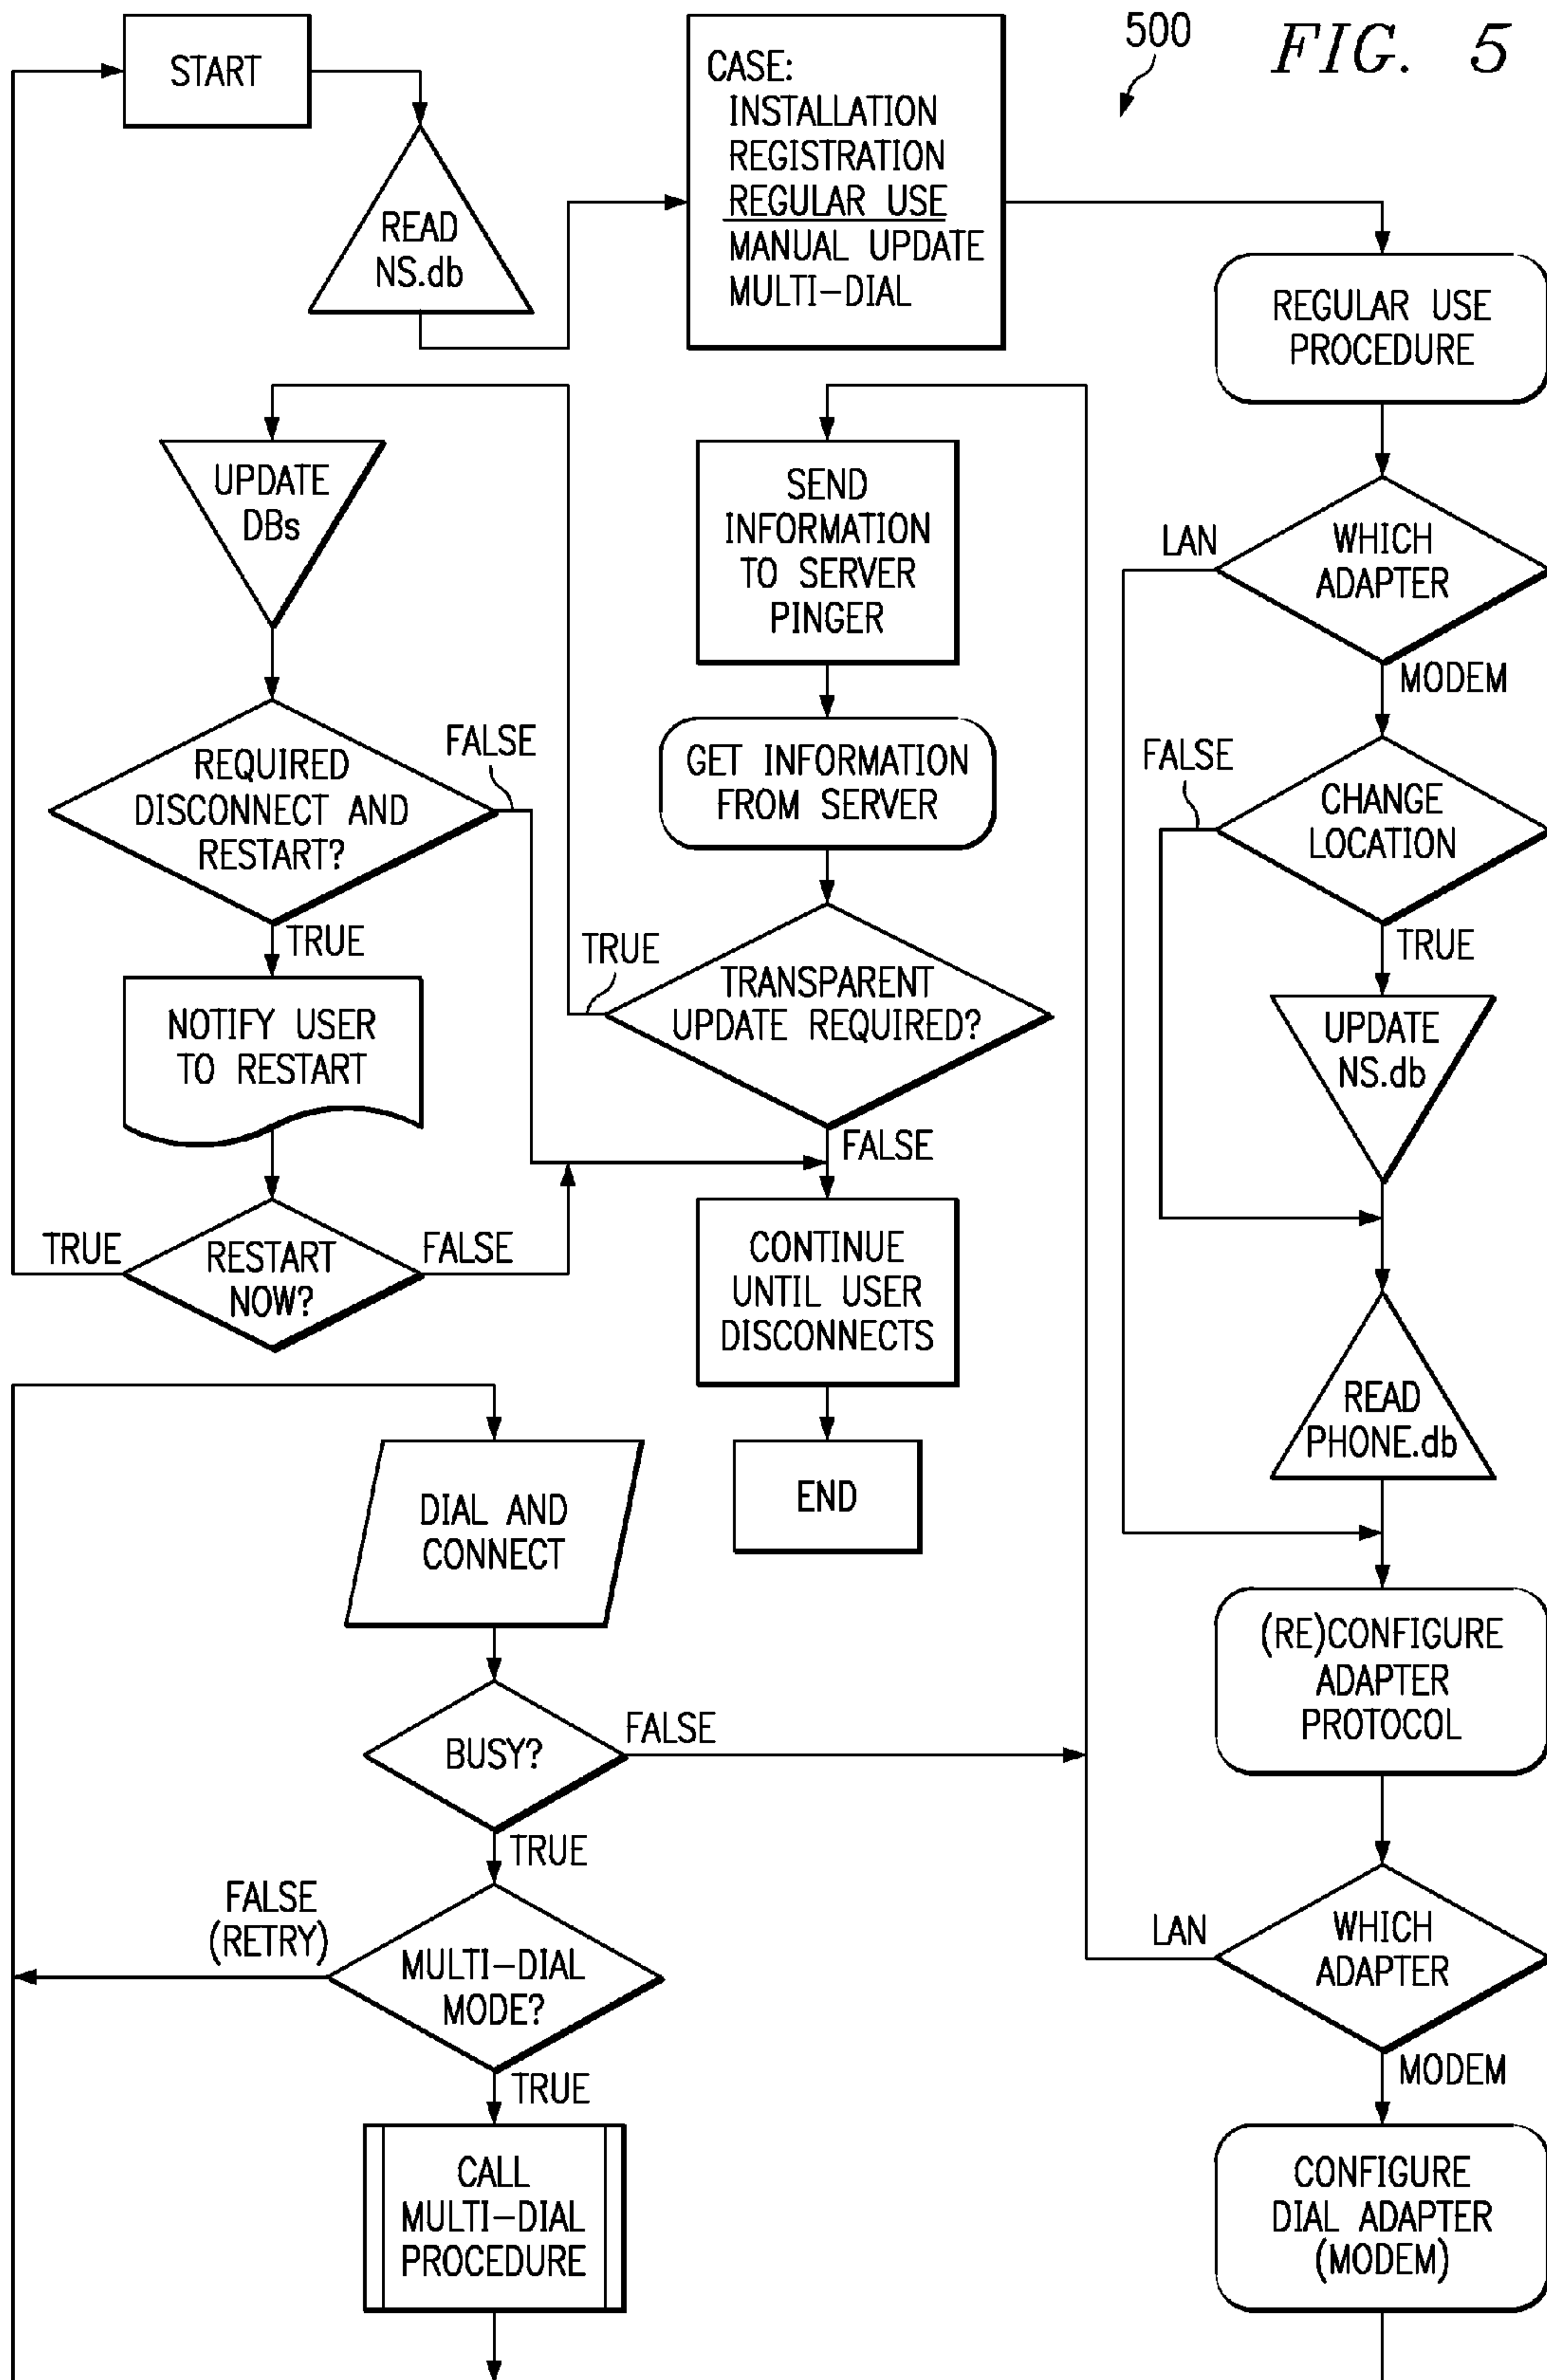 500
FIG. 5
START
READ
NS.db
CASE:
INSTALLATION
REGISTRATION
REGULAR USE
MANUAL UPDATE
MULTI-DIAL
REGULAR USE
PROCEDURE
WHICH
ADAPTER
LAN
MODEM
CHANGE
LOCATION
FALSE
TRUE
UPDATE
NS.db
READ
PHONE.db
(RE)CONFIGURE
ADAPTER
PROTOCOL
WHICH
ADAPTER
LAN
MODEM
CONFIGURE
DIAL ADAPTER
(MODEM)
DIAL AND
CONNECT
BUSY?
FALSE
TRUE
MULTI-DIAL
MODE?
FALSE
(RETRY)
TRUE
CALL
MULTI-DIAL
PROCEDURE
SEND
INFORMATION
TO SERVER
PINGER
GET INFORMATION
FROM SERVER
TRANSPARENT
UPDATE REQUIRED?
TRUE
FALSE
UPDATE
DBs
REQUIRED
DISCONNECT AND
RESTART?
FALSE
TRUE
NOTIFY USER
TO RESTART
RESTART
NOW?
TRUE
FALSE
CONTINUE
UNTIL USER
DISCONNECTS
END